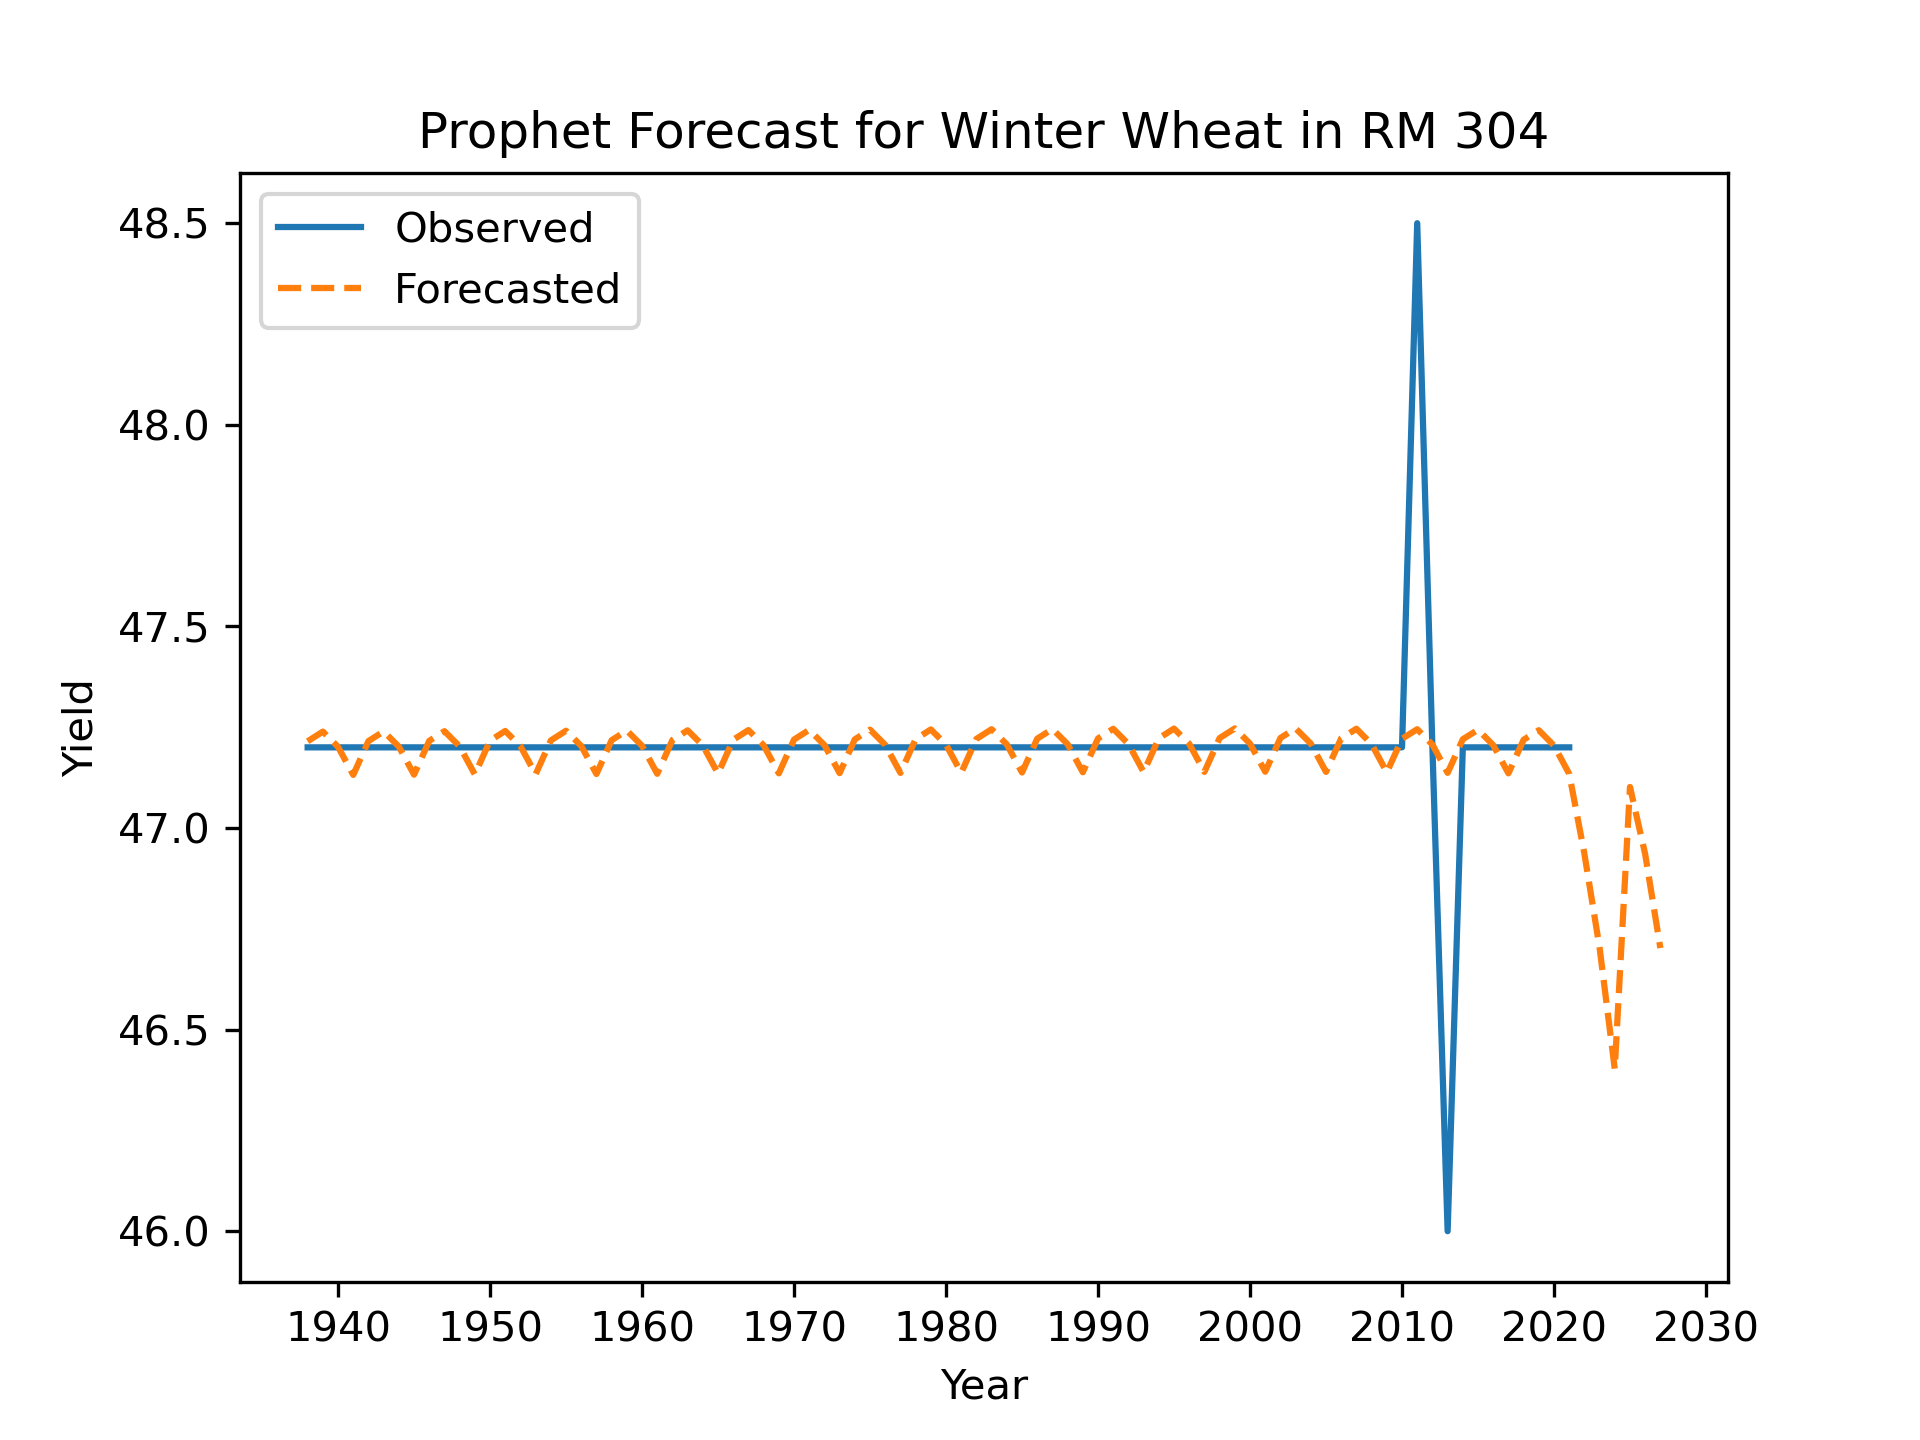 Prophet Forecast for Winter Wheat in RM 304
Observed
Forecasted
48.5
48.0
47.5
47.0
46.5
46.0
Yield
1940 1950 1960 1970 1980 1990 2000 2010 2020 2030
Year